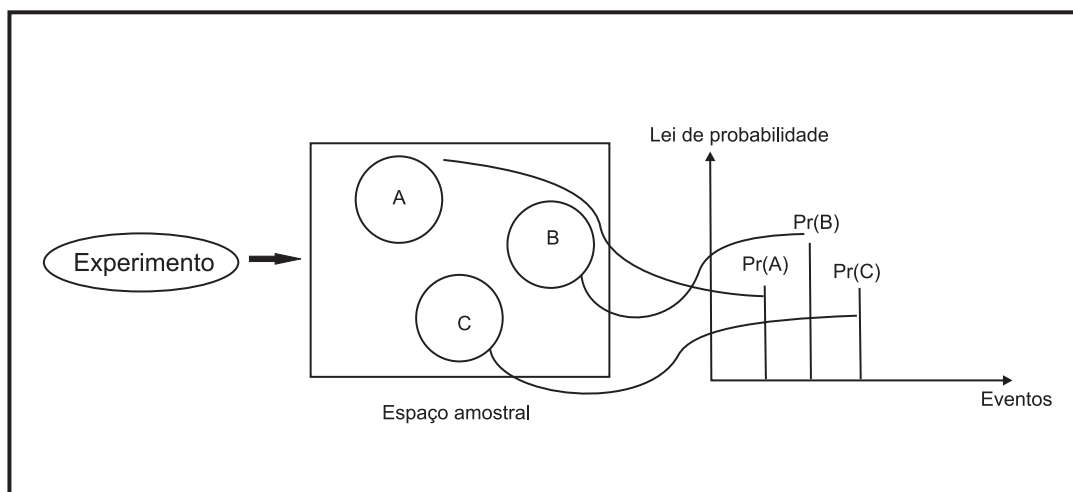 Lei de probabilidade
A
Pr(B)
B
Experimento
Pr(A)
Pr(C)
C
Eventos
Espaço amostral